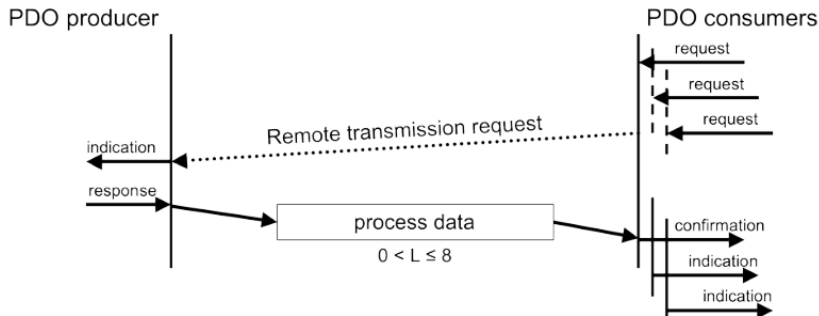 PDO producer
PDO consumers
request
request
request
Remote transmission request
indication
response
process data
0 < L ≤ 8
confirmation
indication
indication